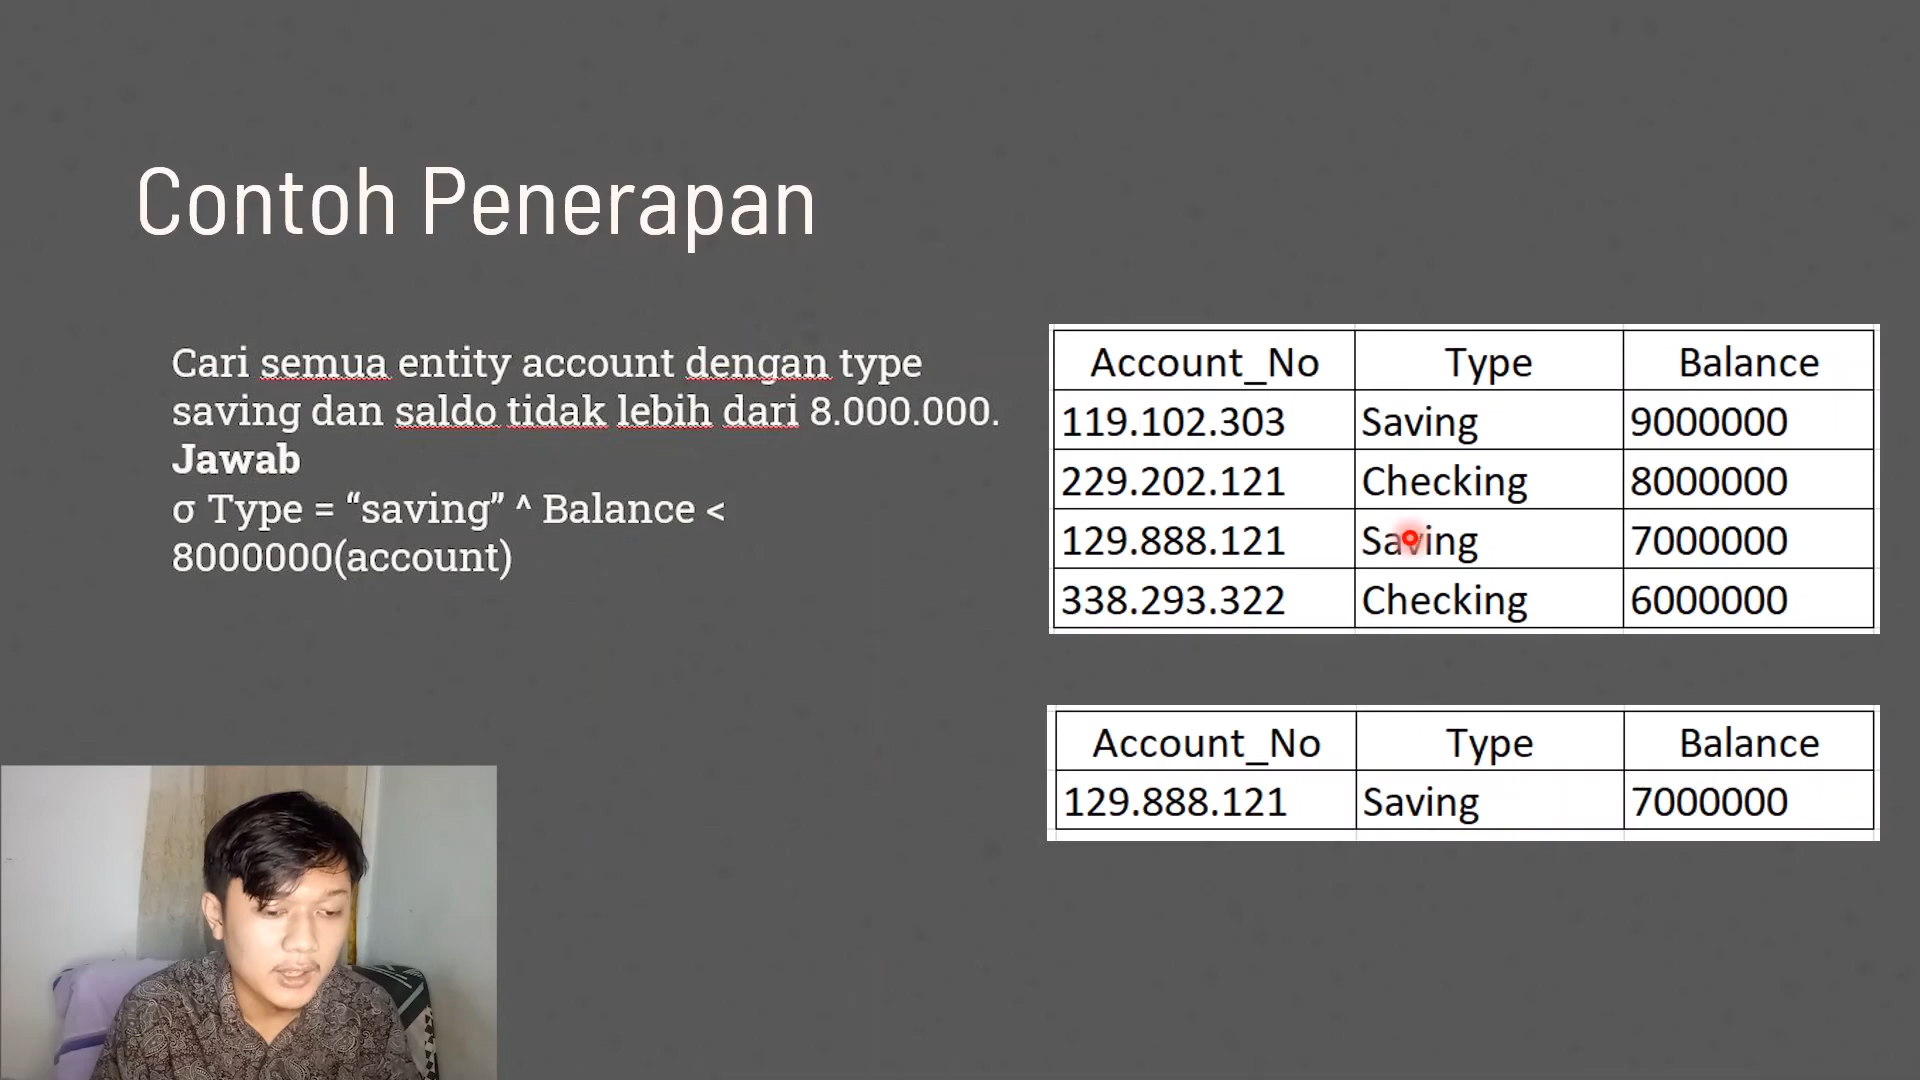 Contoh Penerapan
Cari semua entity account dengan type
saving dan saldo tidak lebih dari 8.000.000.
Jawab
σ Type = “saving” ^ Balance <
8000000(account)
Account_No Type Balance
119.102.303 Saving 9000000
229.202.121 Checking 8000000
129.888.121 Saving 7000000
338.293.322 Checking 6000000
Account_No Type Balance
129.888.121 Saving 7000000